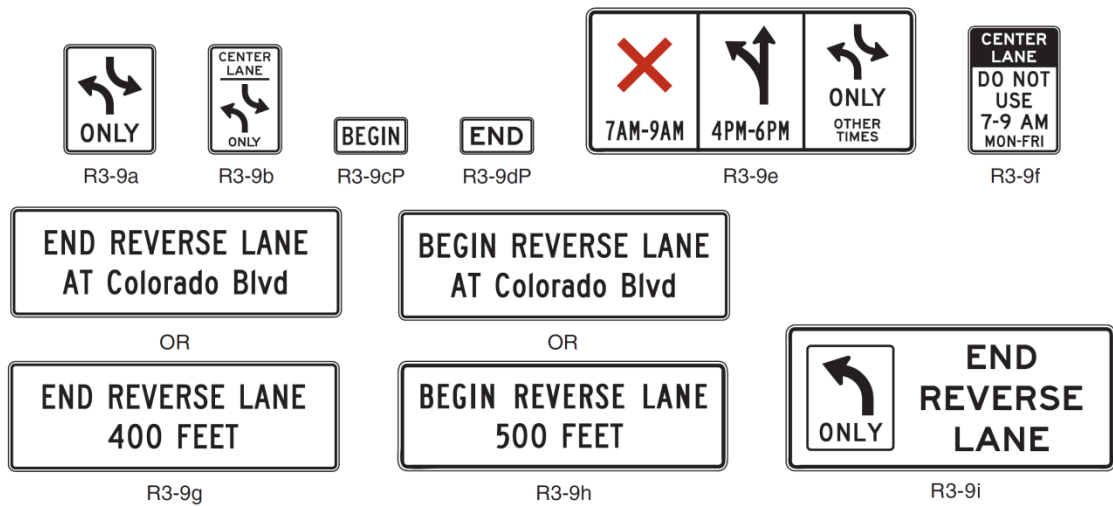 ONLY
R3-9a
CENTER
LANE
ONLY
R3-9b
BEGIN
R3-9cP
END
R3-9dP
7AM-9AM
4PM-6PM
ONLY
OTHER
TIMES
R3-9e
CENTER
LANE
DO NOT
USE
7-9 AM
MON-FRI
R3-9f
END REVERSE LANE
AT Colorado Blvd
OR
END REVERSE LANE
400 FEET
R3-9g
BEGIN REVERSE LANE
AT Colorado Blvd
OR
BEGIN REVERSE LANE
500 FEET
R3-9h
ONLY
END
REVERSE
LANE
R3-9i